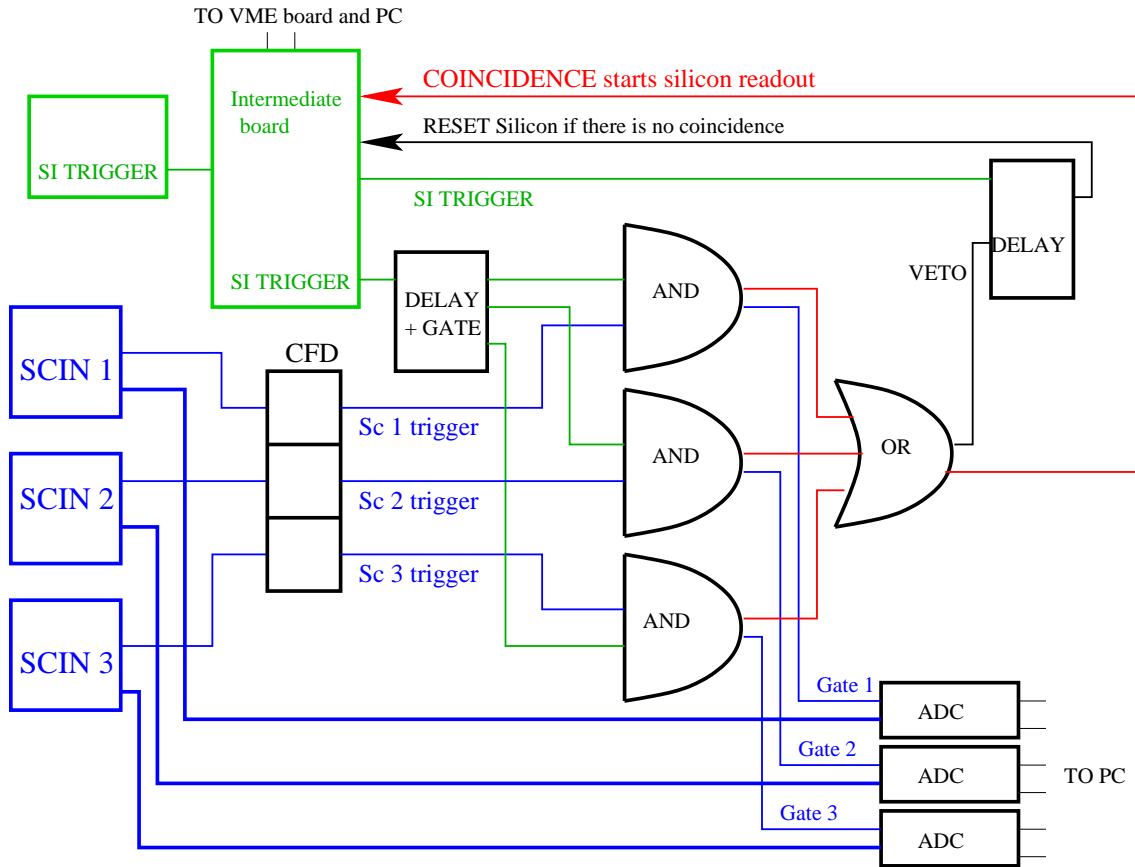 TO VME board and PC
COINCIDENCE starts silicon readout
Intermediate
board
RESET Silicon if there is no coincidence
SI TRIGGER
SI TRIGGER
DELAY
VETO
SI TRIGGER
DELAY
+ GATE
AND
SCIN 1
CFD
Sc 1 trigger
AND
OR
SCIN 2
Sc 2 trigger
Sc 3 trigger
AND
SCIN 3
Gate 1
ADC
Gate 2
ADC
TO PC
Gate 3
ADC